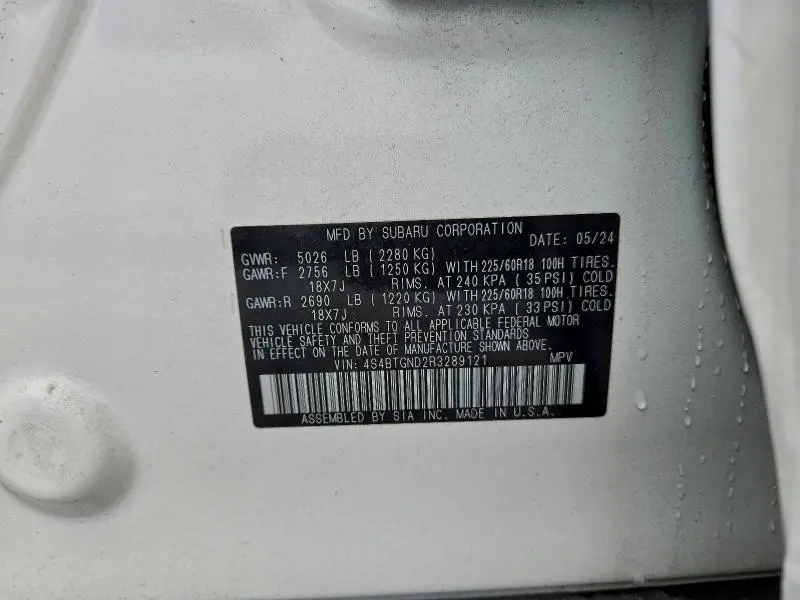 MFD BY SUBARU CORPORATION
DATE: 05/24
GVWR: 5026 LB (2280 KG)
GAWR:F 2756 LB (1250 KG) WITH 225/60R18 100H TIRES.
18X7J RIMS. AT 240 KPA (35 PSI) COLD
GAWR:R 2690 LB (1220 KG) WITH 225/60R18 100H TIRES.
18X7J RIMS. AT 230 KPA (33 PSI) COLD
THIS VEHICLE CONFORMS TO ALL APPLICABLE FEDERAL MOTOR
VEHICLE SAFETY AND THEFT PREVENTION STANDARDS
IN EFFECT ON THE DATE OF MANUFACTURE SHOWN ABOVE.
VIN: 4S4BTGND2R3289121 MPV
ASSEMBLED BY SIA INC. MADE IN U.S.A.